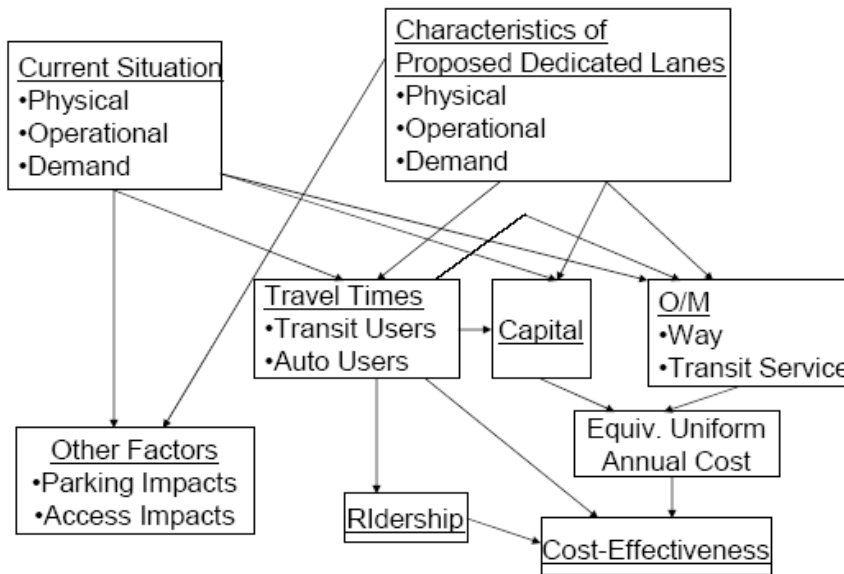 Current Situation
•Physical
•Operational
•Demand
Characteristics of
Proposed Dedicated Lanes
•Physical
•Operational
•Demand
Travel Times
•Transit Users
•Auto Users
Capital
O/M
•Way
•Transit Service
Other Factors
•Parking Impacts
•Access Impacts
Equiv. Uniform
Annual Cost
RIdership
Cost-Effectiveness